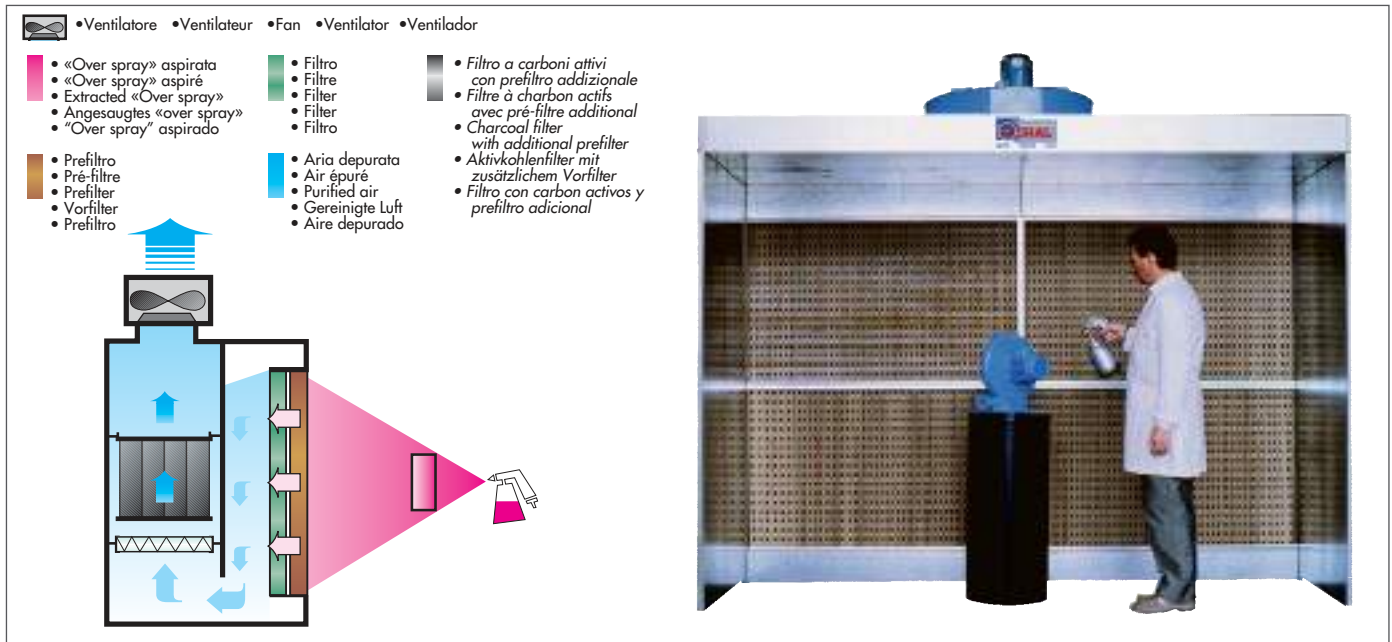 •Ventilatore •Ventilateur •Fan •Ventilator •Ventilador
• «Over spray» aspirata
• «Over spray» aspiré
• Extracted «Over spray»
• Angesaugtes «over spray»
• “Over spray” aspirado
• Prefiltro
• Pré-filtre
• Prefilter
• Vorfilter
• Prefiltro
• Filtro
• Filtre
• Filter
• Filter
• Filtro
• Aria depurata
• Air épuré
• Purified air
• Gereinigte Luft
• Aire depurado
• Filtro a carboni attivi
con prefiltro addizionale
• Filtre à charbon actifs
avec pré-filtre additional
• Charcoal filter
with additional prefilter
• Aktivkohlenfilter mit
zusätzlichem Vorfilter
• Filtro con carbon activos y
prefiltro adicional